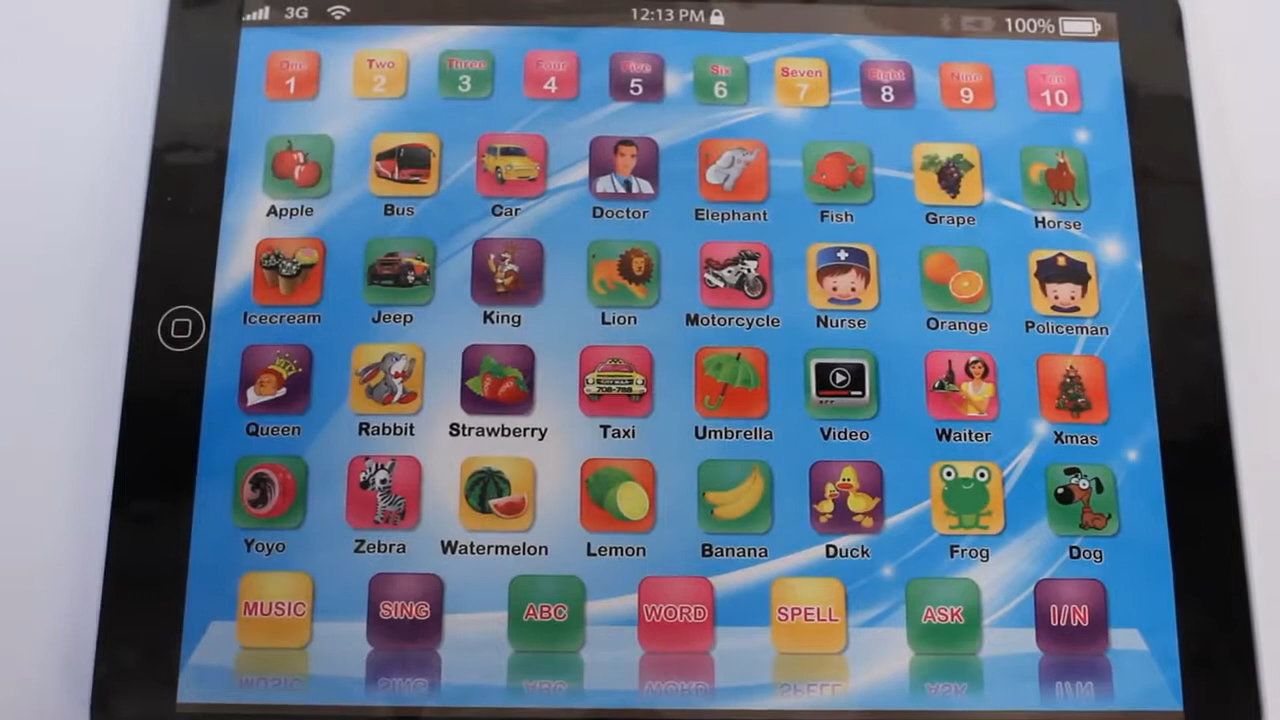 3G 12:13 PM 100%
One Two Three Four Five Six Seven Eight Nine Ten
1 2 3 4 5 6 7 8 9 10
Apple Bus Car Doctor Elephant Fish Grape Horse
Icecream Jeep King Lion Motorcycle Nurse Orange Policeman
Queen Rabbit Strawberry Taxi Umbrella Video Waiter Xmas
Yoyo Zebra Watermelon Lemon Banana Duck Frog Dog
MUSIC SING ABC WORD SPELL ASK I/N